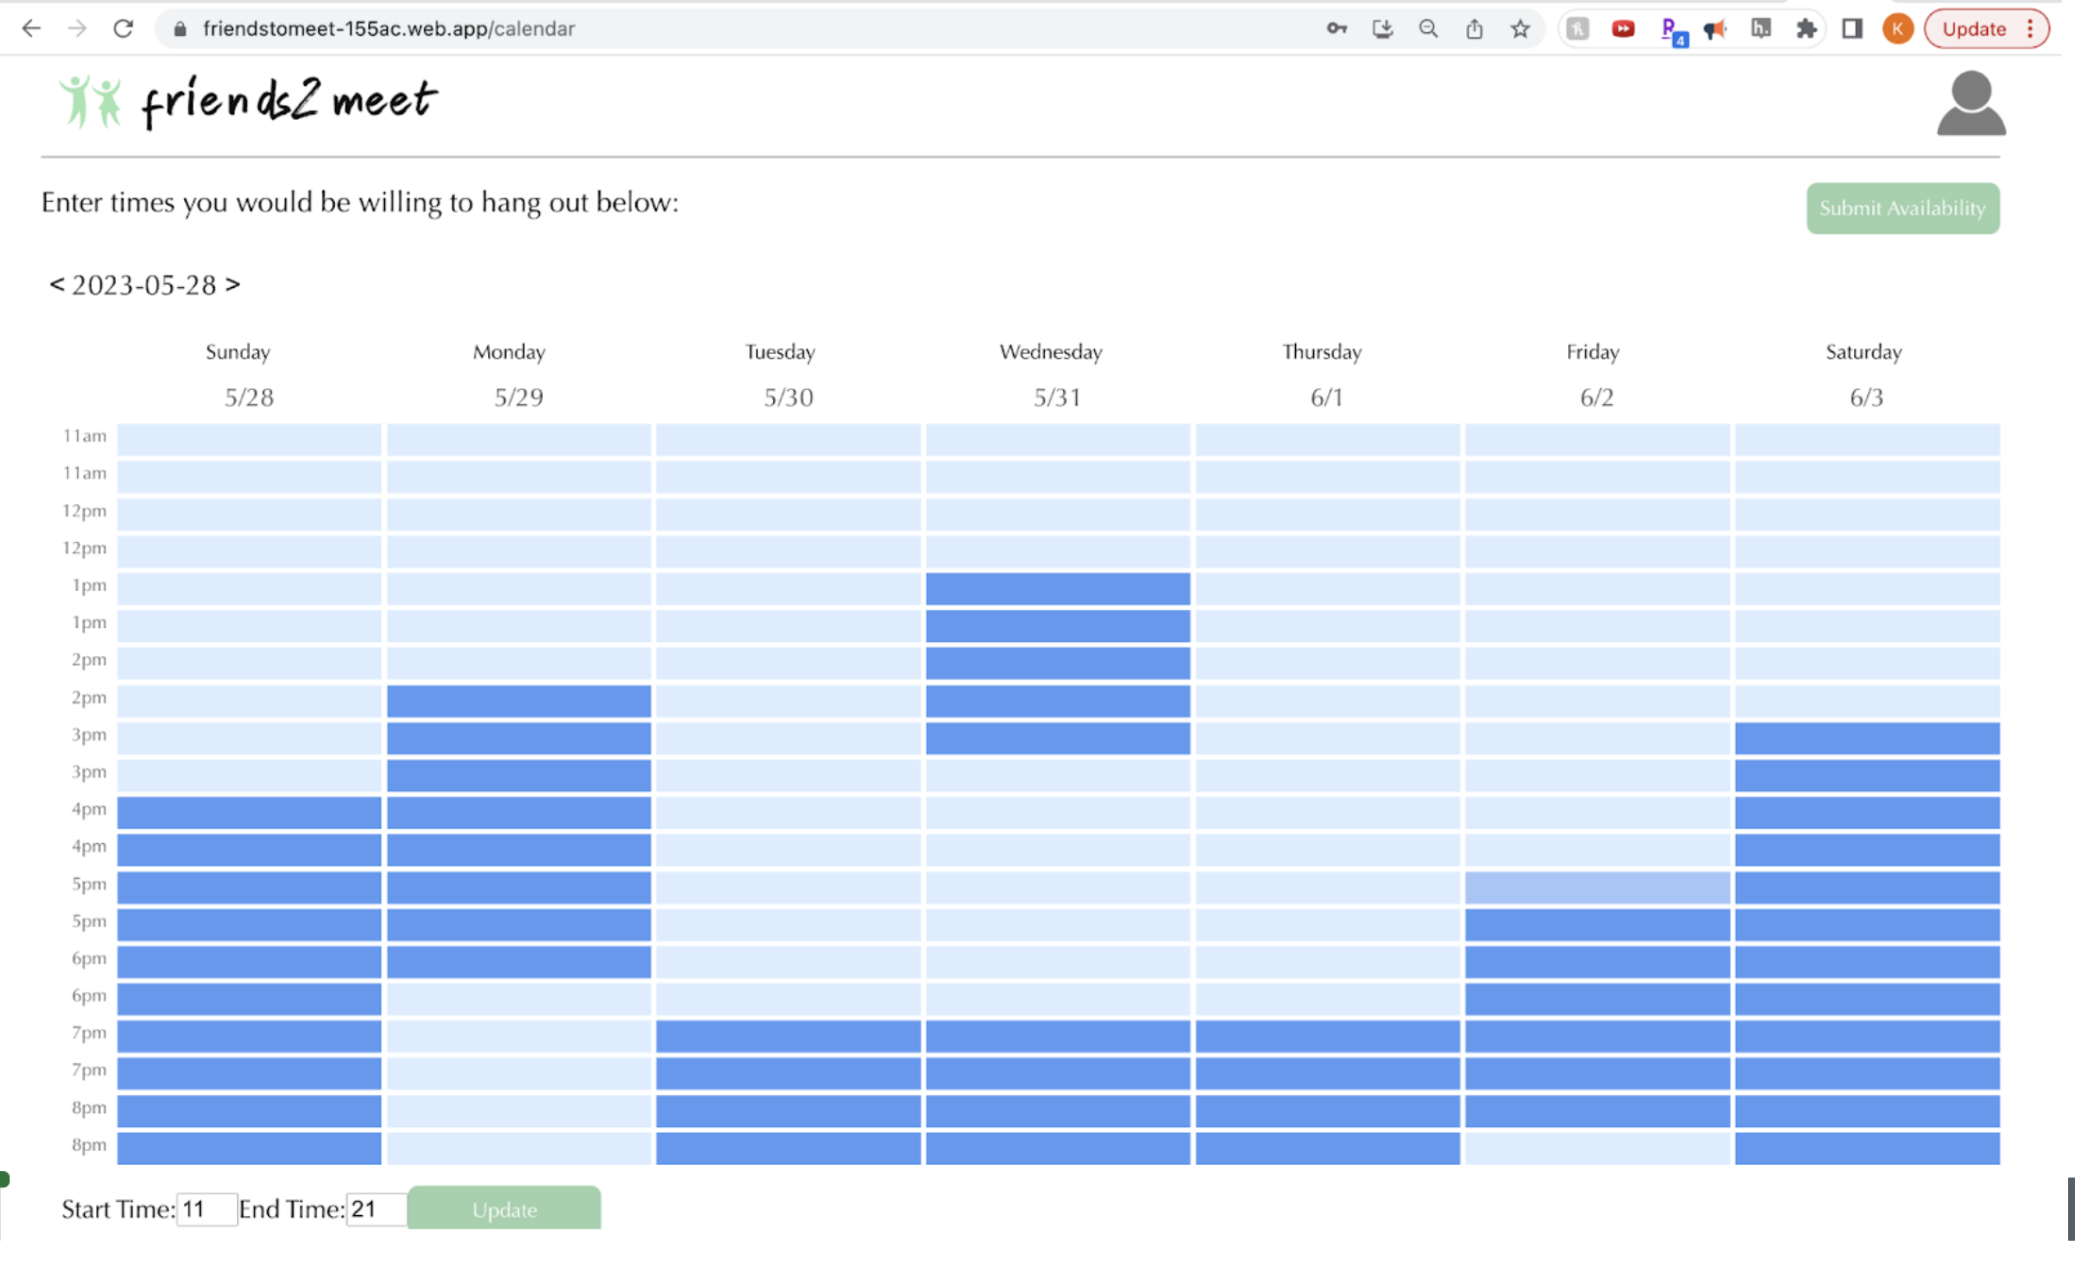 friendstomeet-155ac.web.app/calendar
4
K
Update
friends2meet
Enter times you would be willing to hang out below:
Submit Availability
< 2023-05-28 >
Sunday Monday Tuesday Wednesday Thursday Friday Saturday
5/28 5/29 5/30 5/31 6/1 6/2 6/3
11am
11am
12pm
12pm
1pm
1pm
2pm
2pm
3pm
3pm
4pm
4pm
5pm
5pm
6pm
6pm
7pm
7pm
8pm
8pm
Start Time: 11 End Time: 21 Update